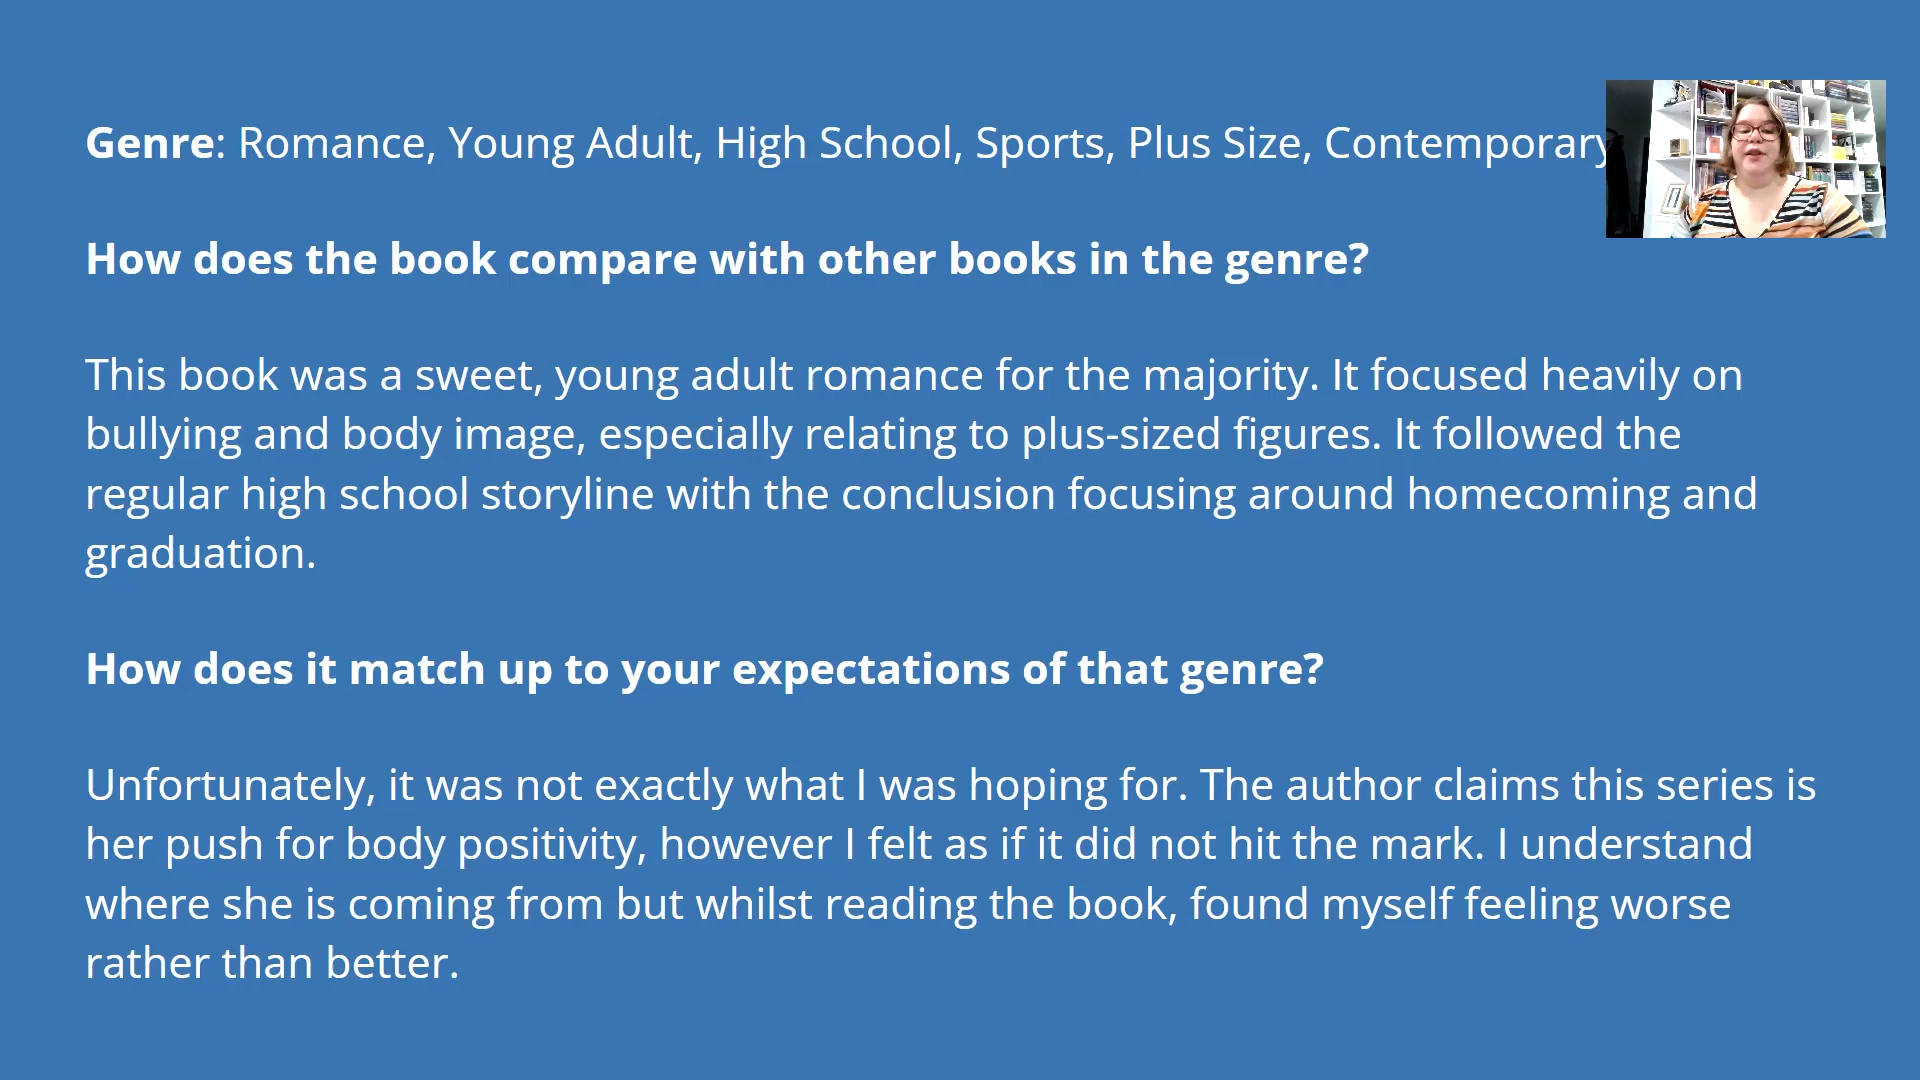 Genre: Romance, Young Adult, High School, Sports, Plus Size, Contemporary
How does the book compare with other books in the genre?
This book was a sweet, young adult romance for the majority. It focused heavily on
bullying and body image, especially relating to plus-sized figures. It followed the
regular high school storyline with the conclusion focusing around homecoming and
graduation.
How does it match up to your expectations of that genre?
Unfortunately, it was not exactly what I was hoping for. The author claims this series is
her push for body positivity, however I felt as if it did not hit the mark. I understand
where she is coming from but whilst reading the book, found myself feeling worse
rather than better.